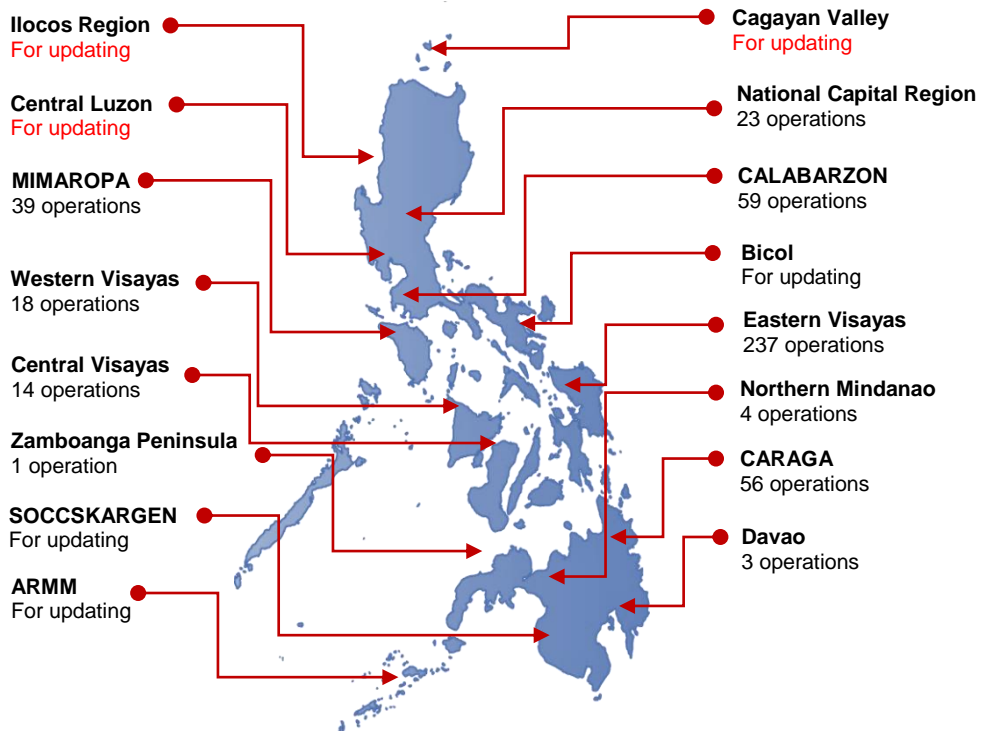 Ilocos Region
For updating
Central Luzon
For updating
MIMAROPA
39 operations
Western Visayas
18 operations
Central Visayas
14 operations
Zamboanga Peninsula
1 operation
SOCCSKARGEN
For updating
ARMM
For updating
Cagayan Valley
For updating
National Capital Region
23 operations
CALABARZON
59 operations
Bicol
For updating
Eastern Visayas
237 operations
Northern Mindanao
4 operations
CARAGA
56 operations
Davao
3 operations